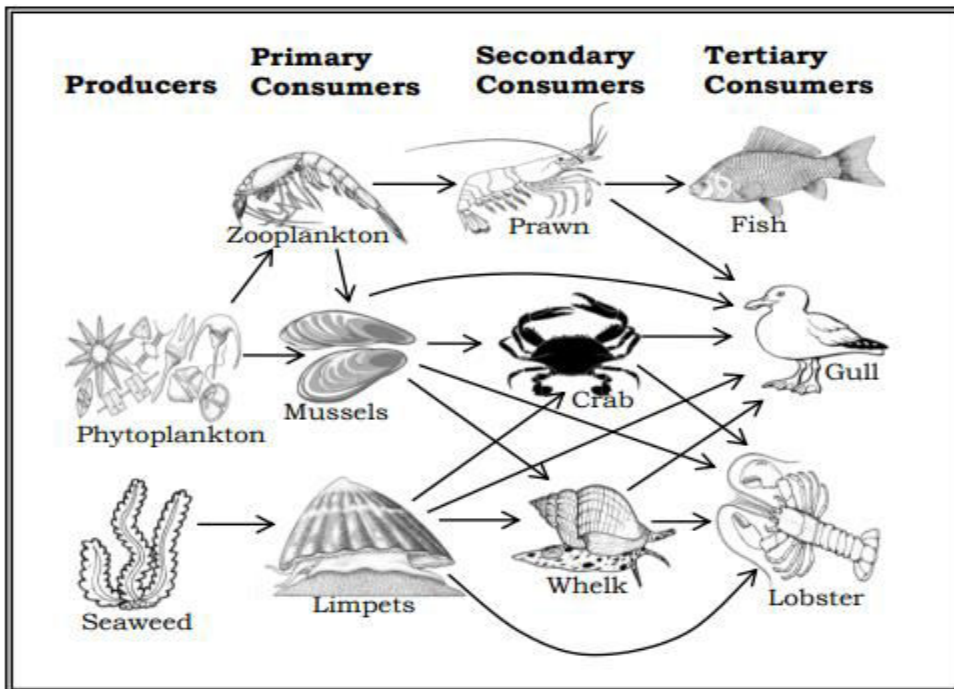 Producers
Primary
Consumers
Secondary
Consumers
Tertiary
Consumers
Zooplankton
Prawn
Fish
Phytoplankton
Mussels
Crab
Gull
Seaweed
Limpets
Whelk
Lobster